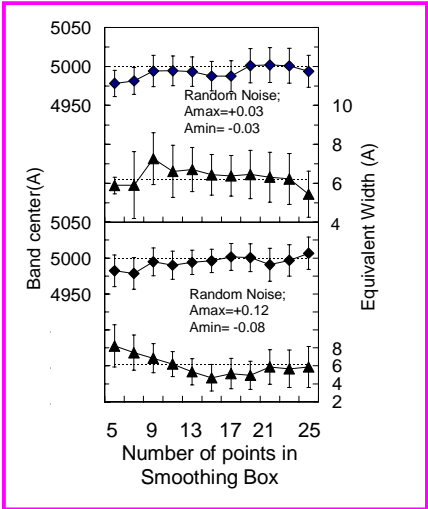 5050
5000
4950
10
8
6
4
Random Noise;
Amax=+0.03
Amin= -0.03
5050
5000
4950
8
6
4
2
Random Noise;
Amax=+0.12
Amin= -0.08
Band center(A)
Equivalent Width (A)
5 9 13 17 21 25
Number of points in
Smoothing Box